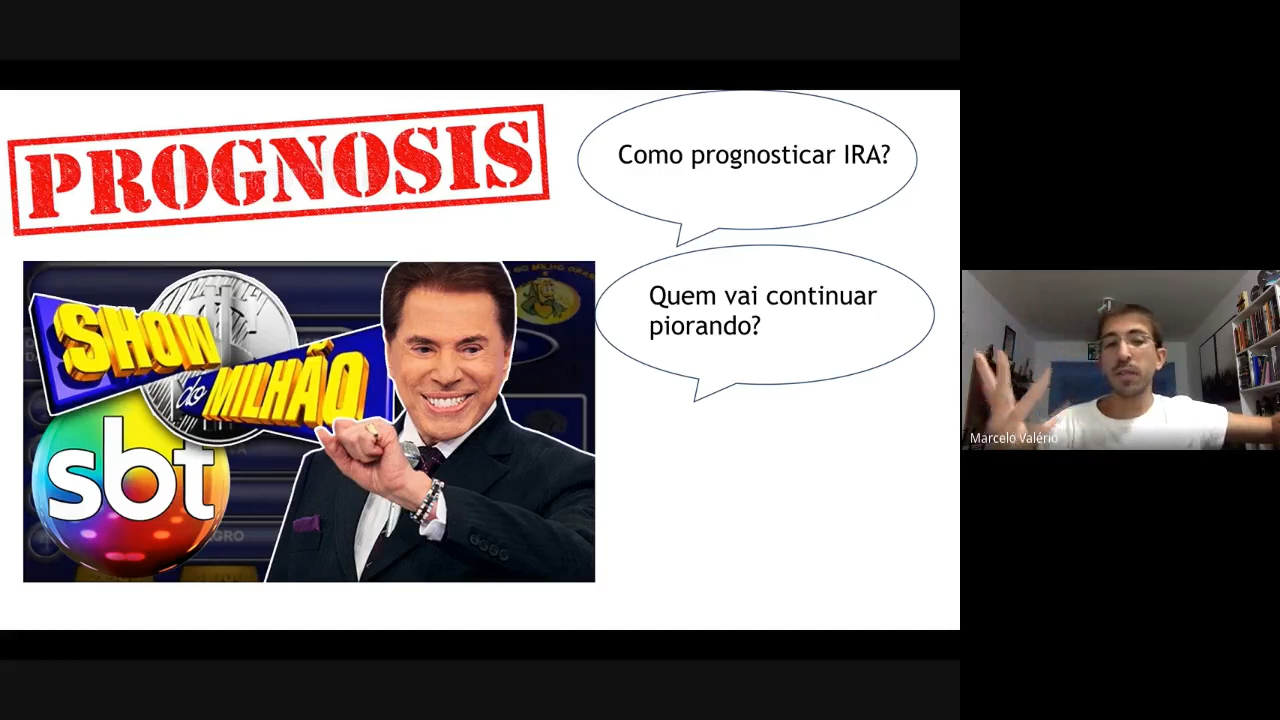 PROGNOSIS
Como prognosticar IRA?
Quem vai continuar
piorando?
SHOW
do MILHÃO
sbt
Marcelo Valério